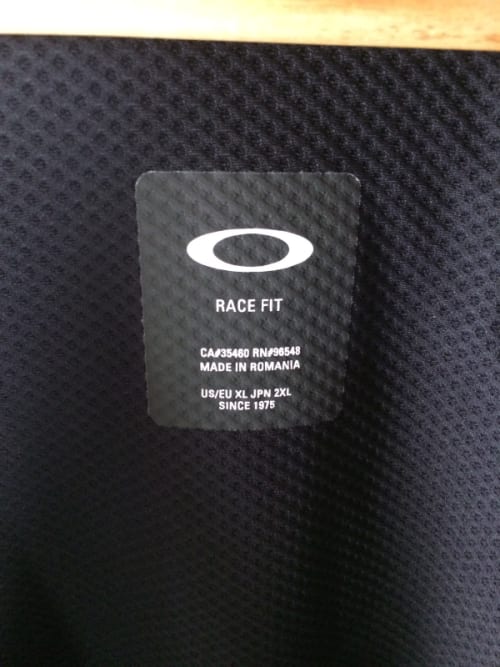 RACE FIT
CA#35460 RN#96548
MADE IN ROMANIA
US/EU XL JPN 2XL
SINCE 1975